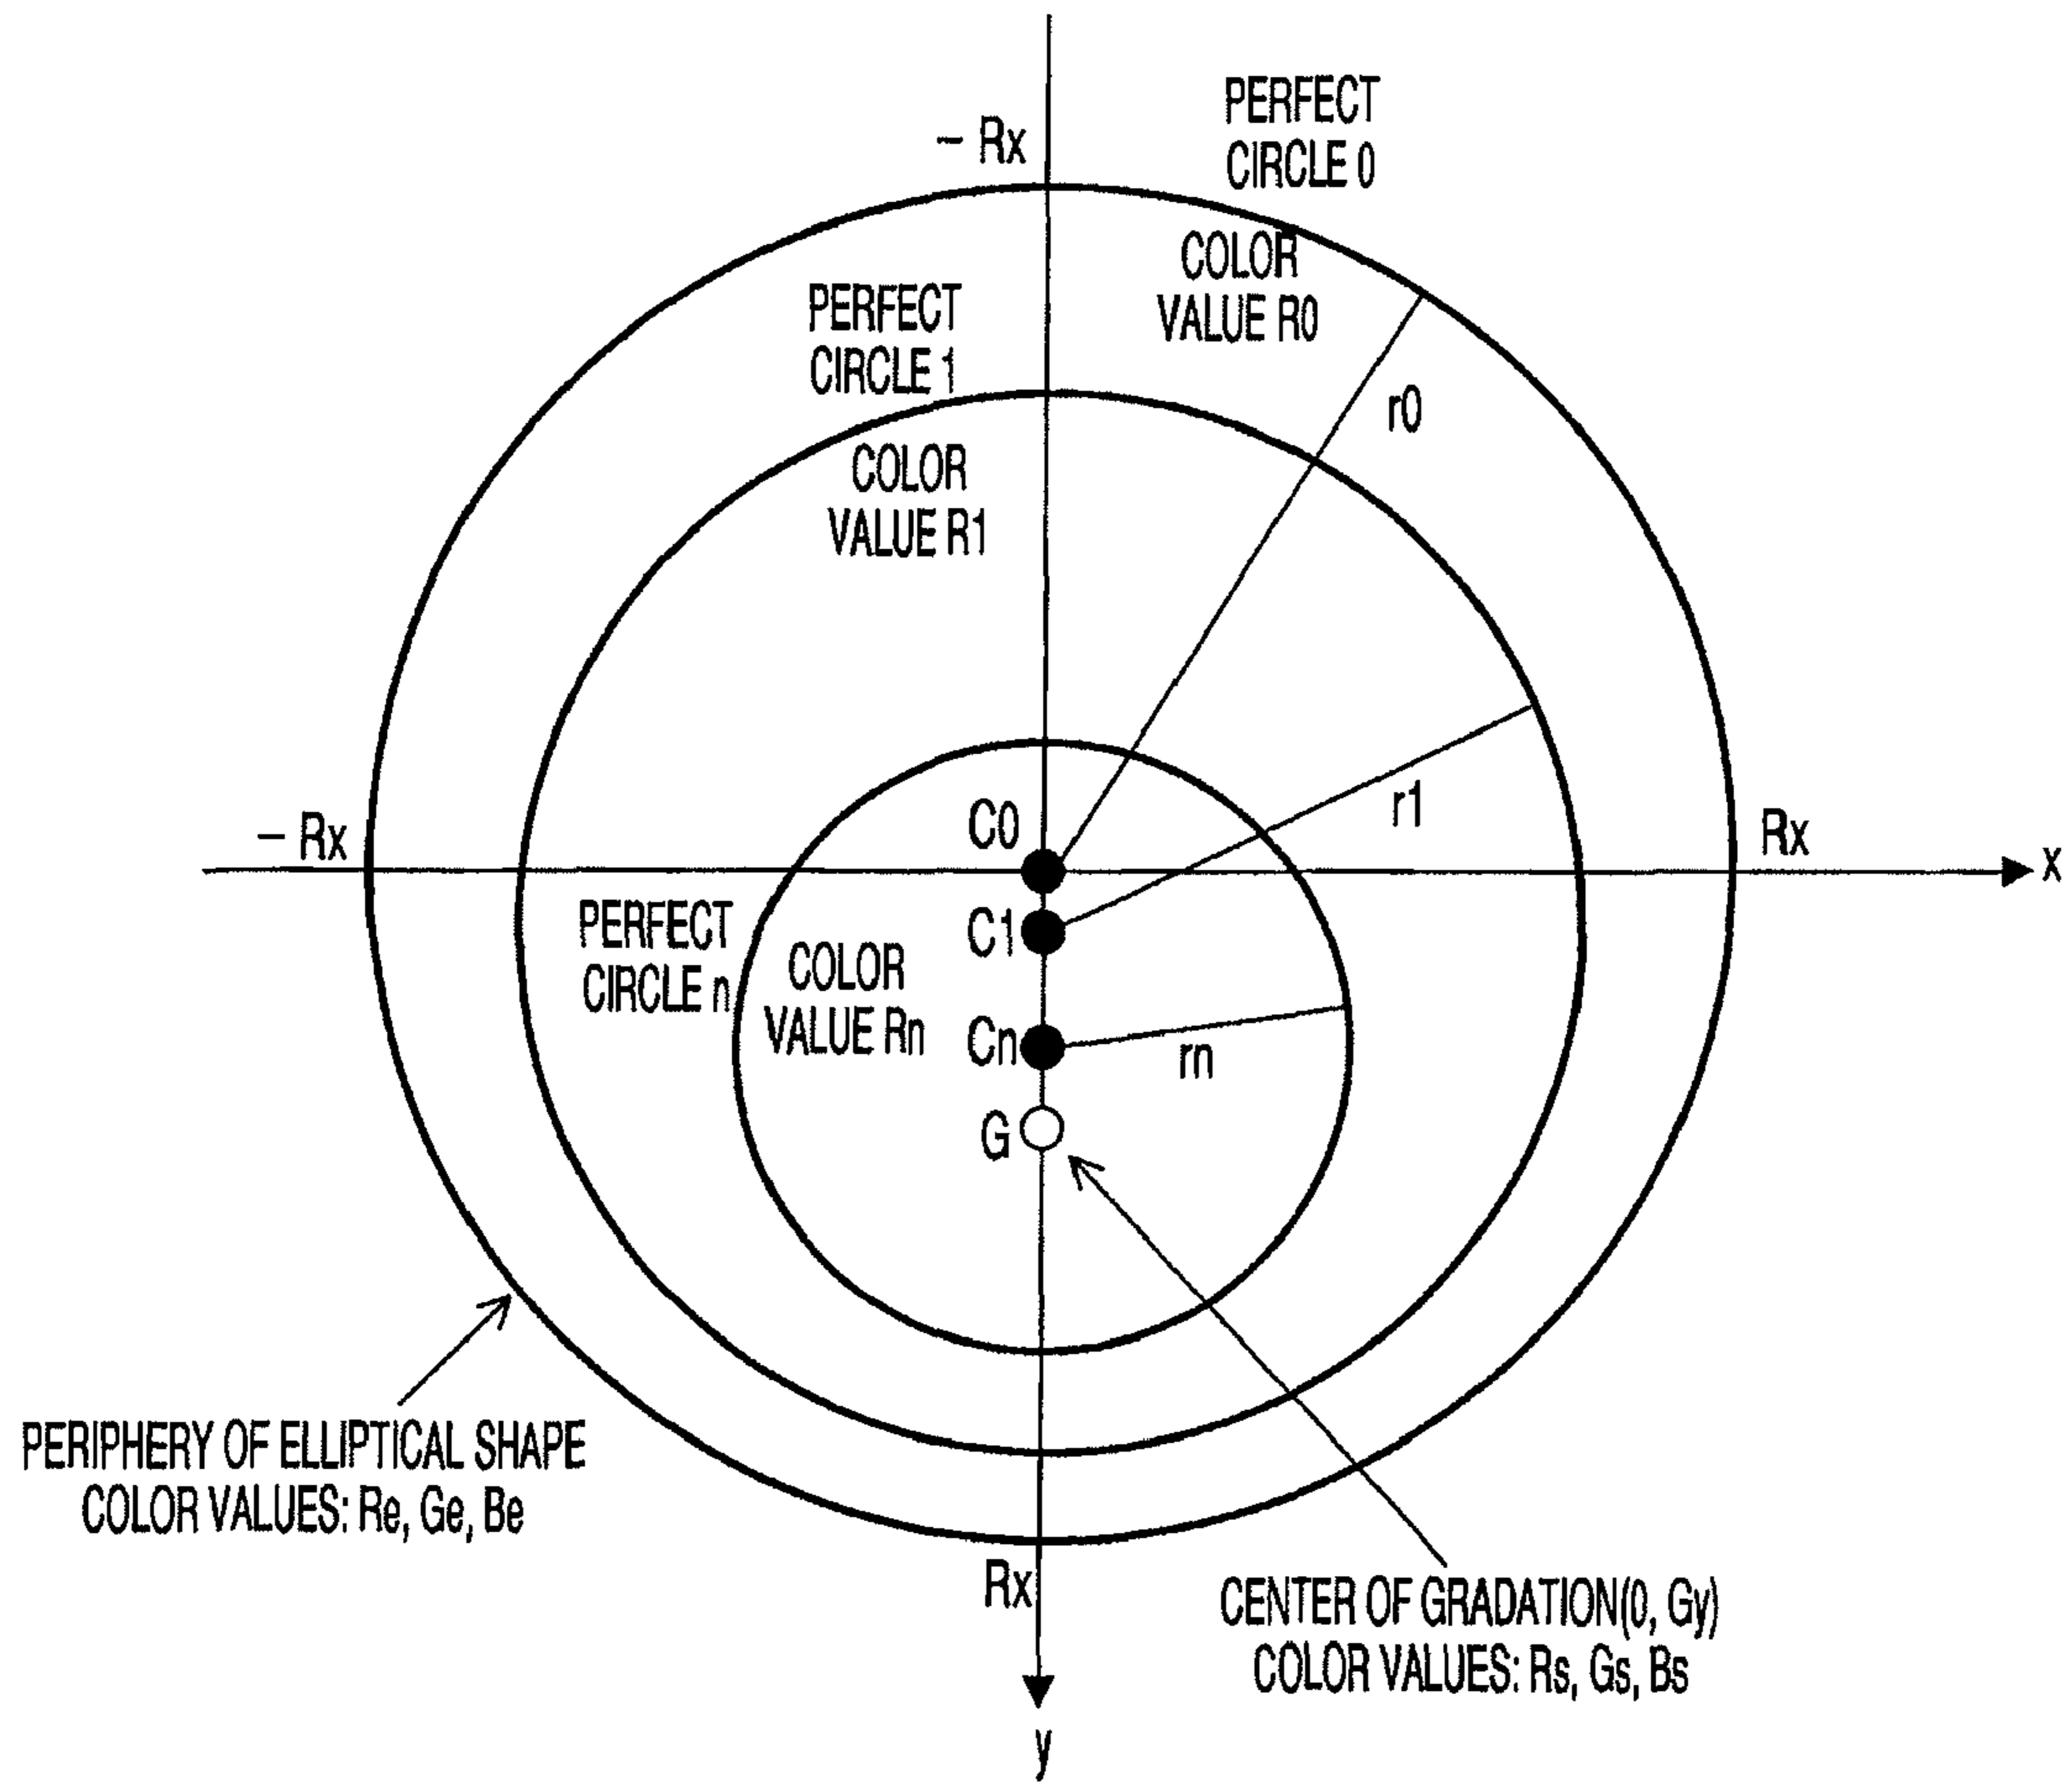 PERFECT
CIRCLE 0
– Rx
COLOR
VALUE R0
PERFECT
CIRCLE 1
r0
COLOR
VALUE R1
r1
C0
– Rx
Rx
x
C1
PERFECT
CIRCLE n
COLOR
VALUE Rn
Cn
rn
G
PERIPHERY OF ELLIPTICAL SHAPE
COLOR VALUES: Re, Ge, Be
Rx
CENTER OF GRADATION(0, Gy)
COLOR VALUES: Rs, Gs, Bs
y